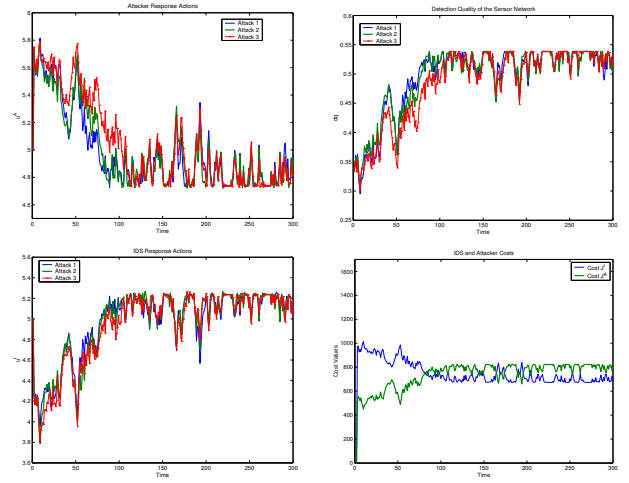 Attacker Response Actions
5.8
5.6
5.4
5.2
5
4.8
4.6
u^A
Attack 1
Attack 2
Attack 3
0
50
100
150
200
250
300
Time
Detection Quality of the Sensor Network
0.6
0.55
0.5
0.45
0.4
0.35
0.3
0.25
dq
Attack 1
Attack 2
Attack 3
0
50
100
150
200
250
300
Time
IDS Response Actions
5.6
5.4
5.2
5
4.8
4.6
4.4
4.2
4
3.8
3.6
Attack 1
Attack 2
Attack 3
0
50
100
150
200
250
300
Time
IDS and Attacker Costs
1600
1400
1200
1000
800
600
400
200
0
Cost Values
Cost J^I
Cost J^A
0
50
100
150
200
250
300
Time